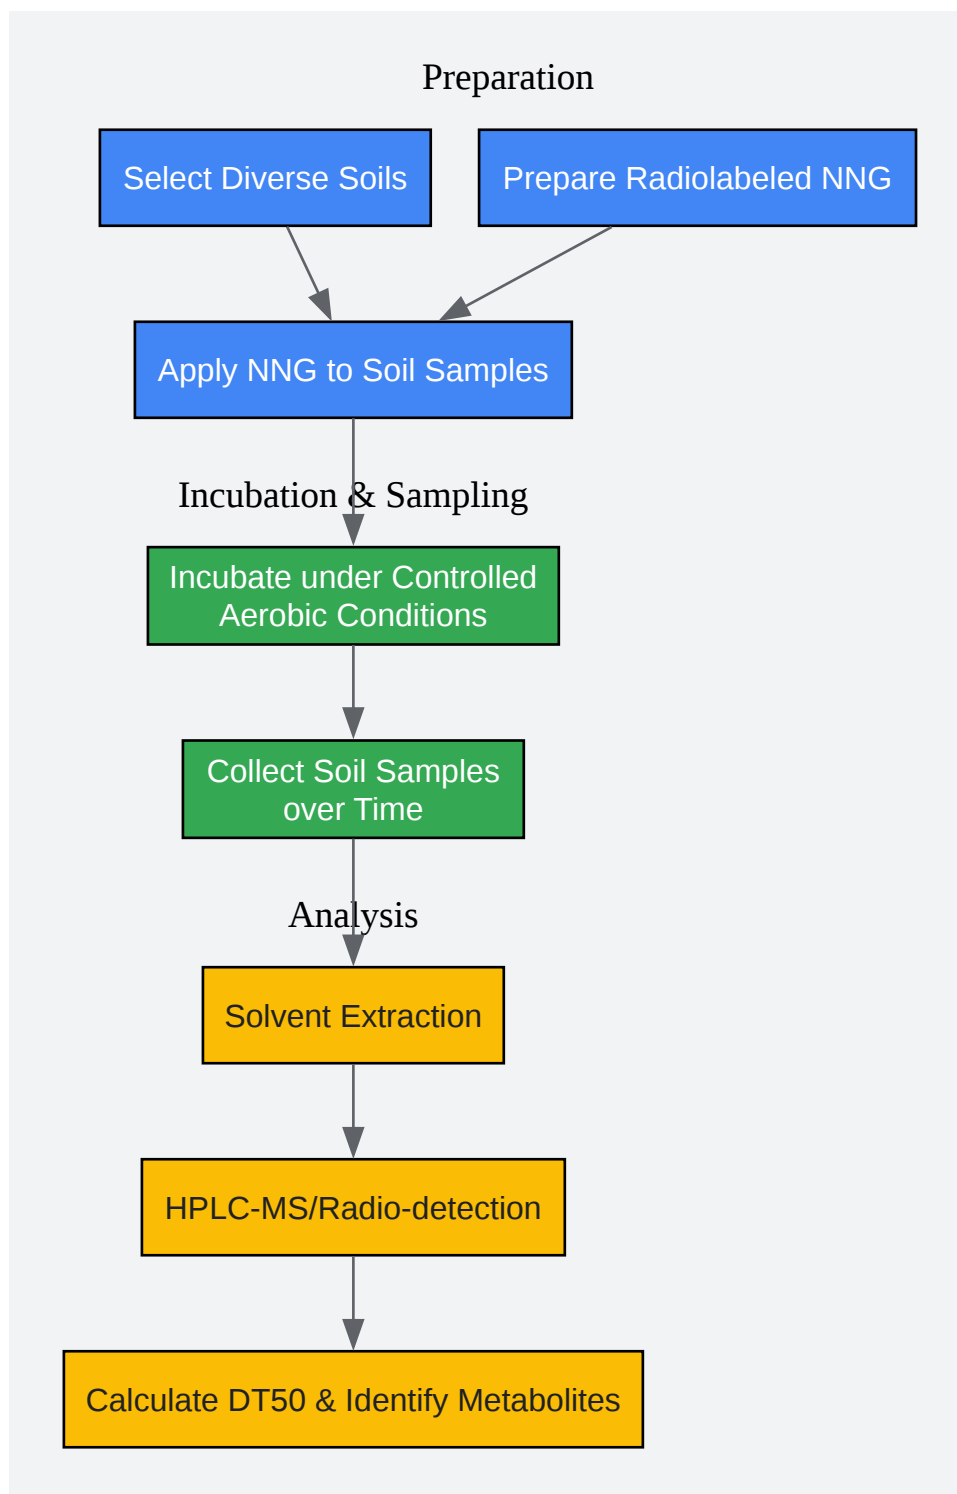 Preparation
Select Diverse Soils
Prepare Radiolabeled NNG
Apply NNG to Soil Samples
Incubation & Sampling
Incubate under Controlled
Aerobic Conditions
Collect Soil Samples
over Time
Analysis
Solvent Extraction
HPLC-MS/Radio-detection
Calculate DT50 & Identify Metabolites